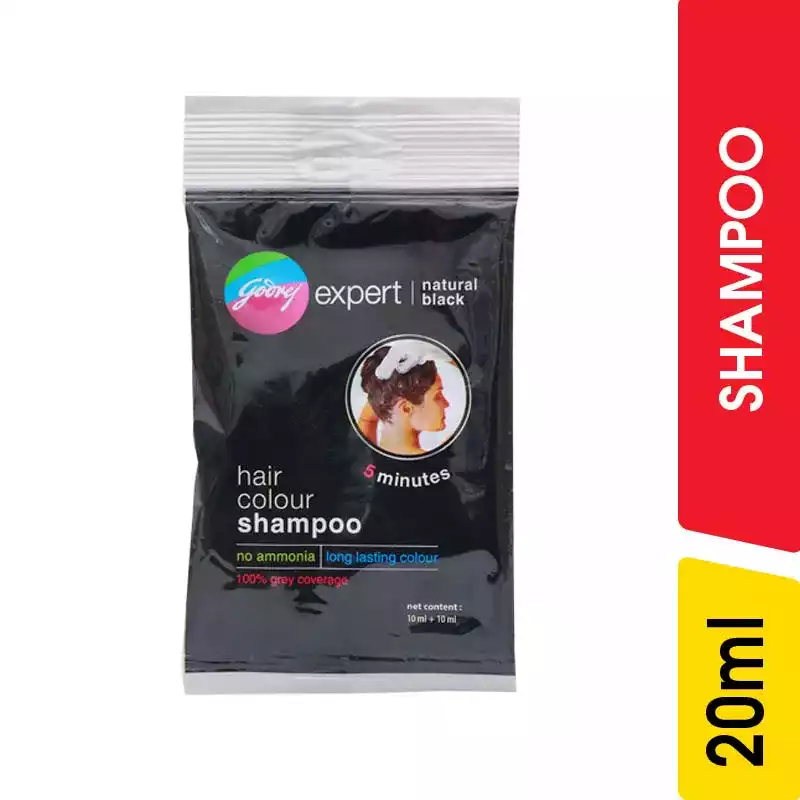 Godrej
expert
natural
black
5 minutes
hair
colour
shampoo
no ammonia
long lasting colour
100% grey coverage
net content :
10 ml + 10 ml
SHAMPOO
20ml